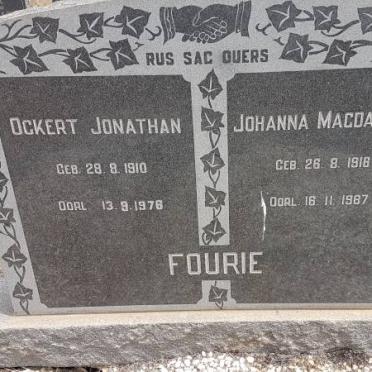 RUS SAG OUERS
OCKERT JONATHAN
GEB. 28. 8. 1910
OORL. 13. 9. 1976
JOHANNA
GEB. 26. 8. 1918
OORL. 16. 11. 1987
FOURIE